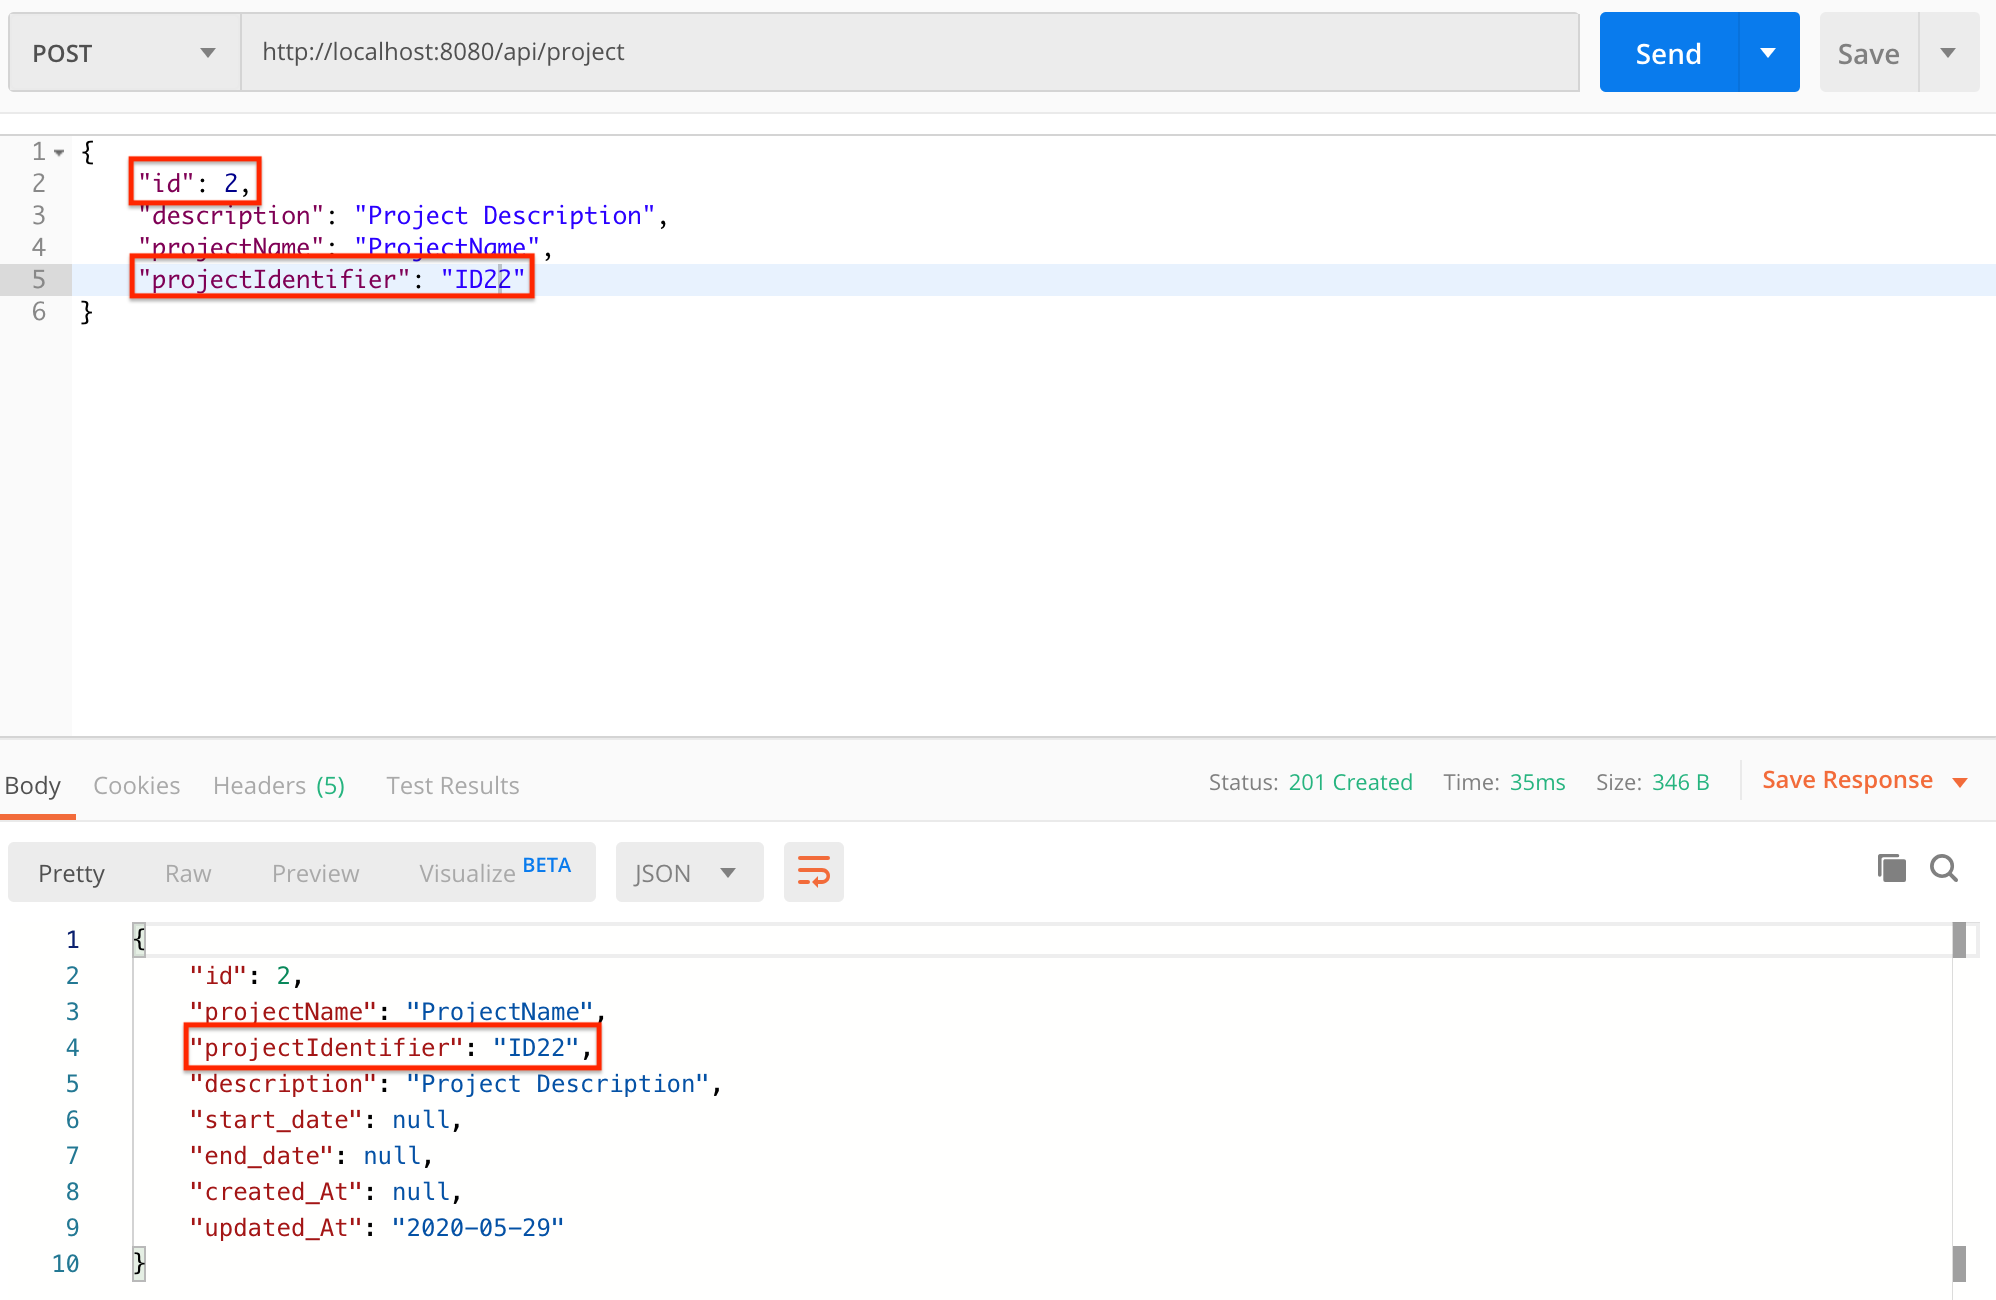 POST http://localhost:8080/api/project Send Save
1 {
2 "id": 2,
3 "description": "Project Description",
4 "projectName": "ProjectName",
5 "projectIdentifier": "ID22"
6 }
Body Cookies Headers (5) Test Results Status: 201 Created Time: 35ms Size: 346 B Save Response
Pretty Raw Preview Visualize BETA JSON
1 {
2 "id": 2,
3 "projectName": "ProjectName",
4 "projectIdentifier": "ID22",
5 "description": "Project Description",
6 "start_date": null,
7 "end_date": null,
8 "created_At": null,
9 "updated_At": "2020-05-29"
10 }